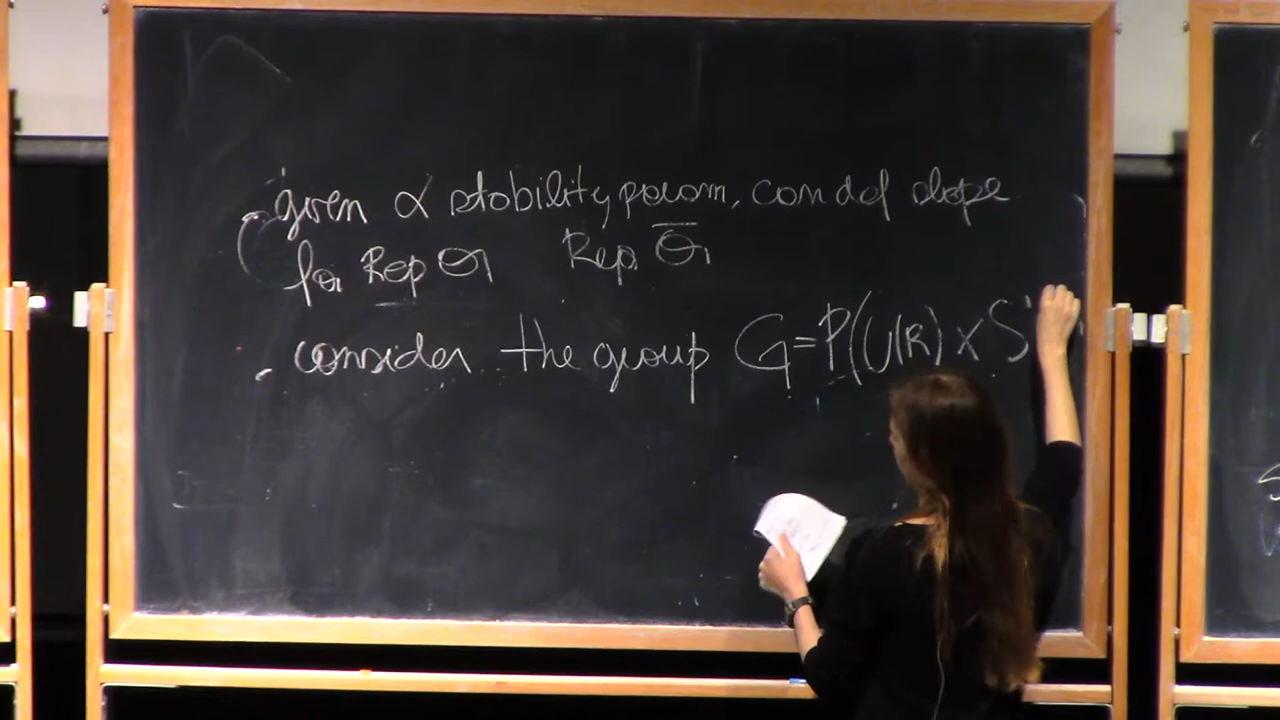 given α stability param, can def slope
for Rep Q Rep Q̅
consider the group G=P(U(R) × S¹